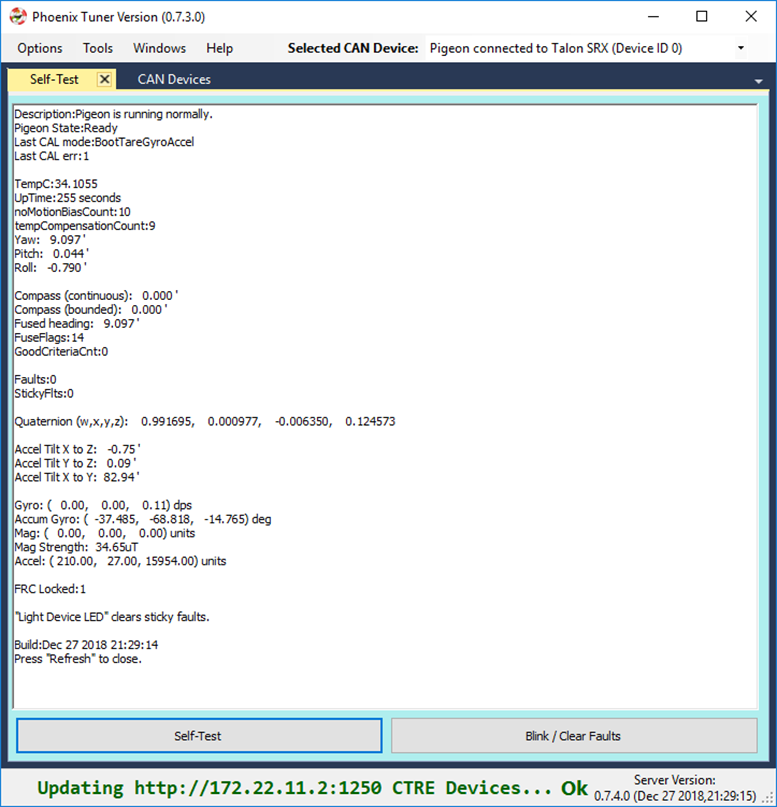 Phoenix Tuner Version (0.7.3.0)
Options Tools Windows Help Selected CAN Device: Pigeon connected to Talon SRX (Device ID 0)
Self-Test CAN Devices
Description:Pigeon is running normally.
Pigeon State:Ready
Last CAL mode:BootTareGyroAccel
Last CAL err:1
TempC:34.1055
UpTime:255 seconds
noMotionBiasCount:10
tempCompensationCount:9
Yaw: 9.097'
Pitch: 0.044'
Roll: -0.790'
Compass (continuous): 0.000'
Compass (bounded): 0.000'
Fused heading: 9.097'
FuseFlags:14
GoodCriteriaCnt:0
Faults:0
StickyFlts:0
Quaternion (w,x,y,z): 0.991695, 0.000977, -0.006350, 0.124573
Accel Tilt X to Z: -0.75'
Accel Tilt Y to Z: 0.09'
Accel Tilt X to Y: 82.94'
Gyro: ( 0.00, 0.00, 0.11) dps
Accum Gyro: ( -37.485, -68.818, -14.765) deg
Mag: ( 0.00, 0.00, 0.00) units
Mag Strength: 34.65uT
Accel: ( 210.00, 27.00, 15954.00) units
FRC Locked:1
"Light Device LED" clears sticky faults.
Build:Dec 27 2018 21:29:14
Press "Refresh" to close.
Self-Test Blink / Clear Faults
Updating http://172.22.11.2:1250 CTRE Devices... Ok
Server Version:
0.7.4.0 (Dec 27 2018,21:29:15)